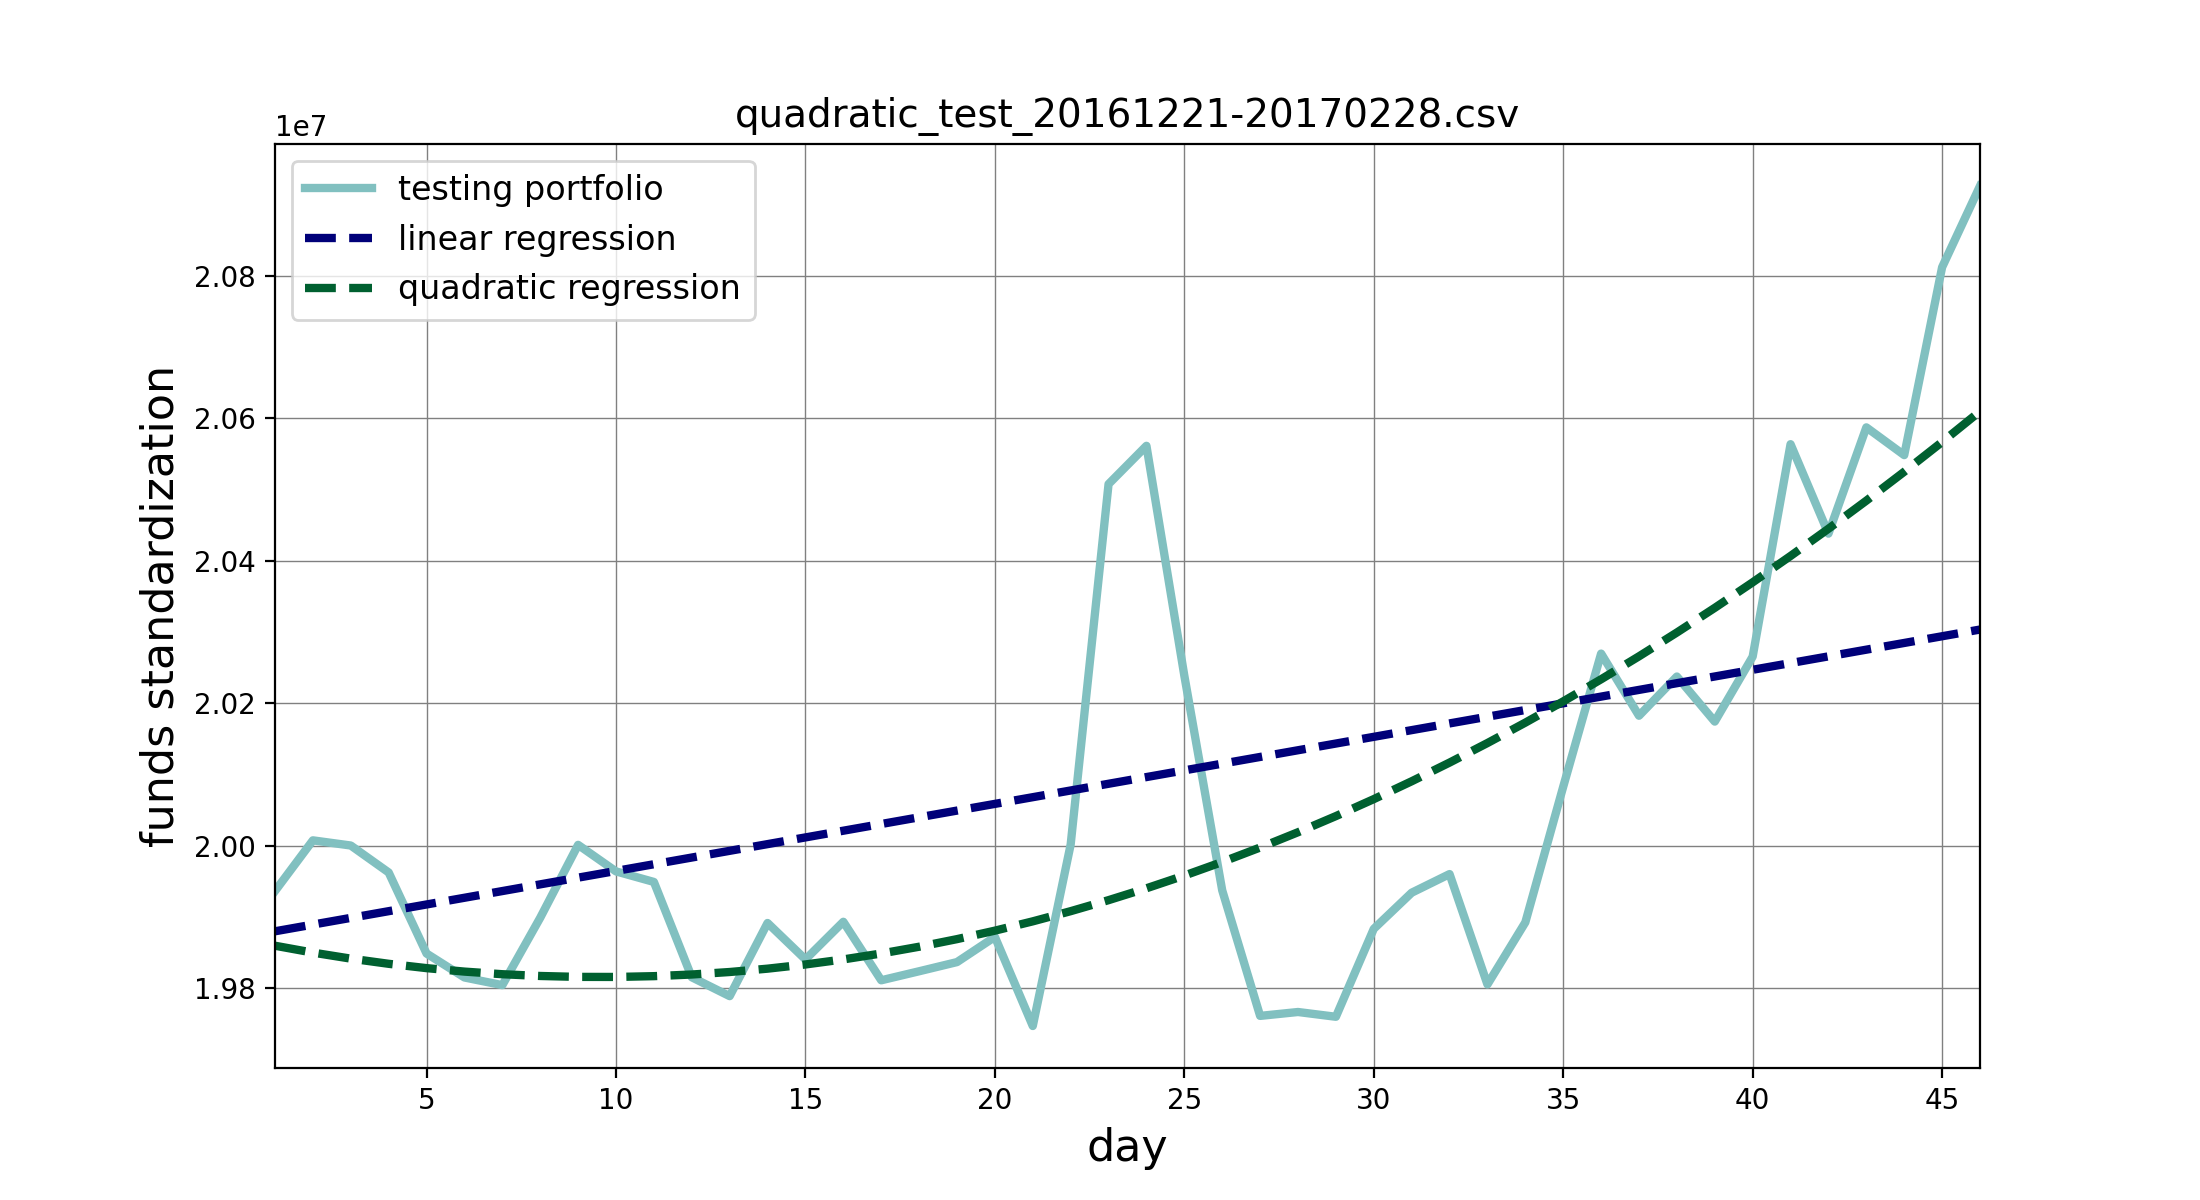 quadratic_test_20161221-20170228.csv
1e7
testing portfolio
linear regression
quadratic regression
2.08
2.06
2.04
2.02
2.00
1.98
funds standardization
5 10 15 20 25 30 35 40 45
day